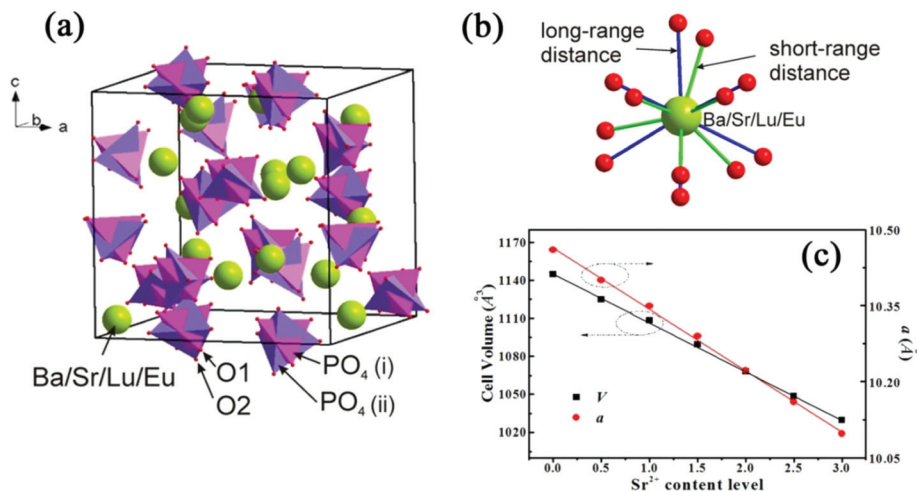 (a)
c
b
a
Ba/Sr/Lu/Eu
O1
O2
PO₄ (i)
PO₄ (ii)
(b)
long-range
distance
short-range
distance
Ba/Sr/Lu/Eu
(c)
Cell Volume (Å³)
1170
1140
1110
1080
1050
1020
10.50
10.35
10.20
10.05
a (Å)
V
a
0.0 0.5 1.0 1.5 2.0 2.5 3.0
Sr²⁺ content level